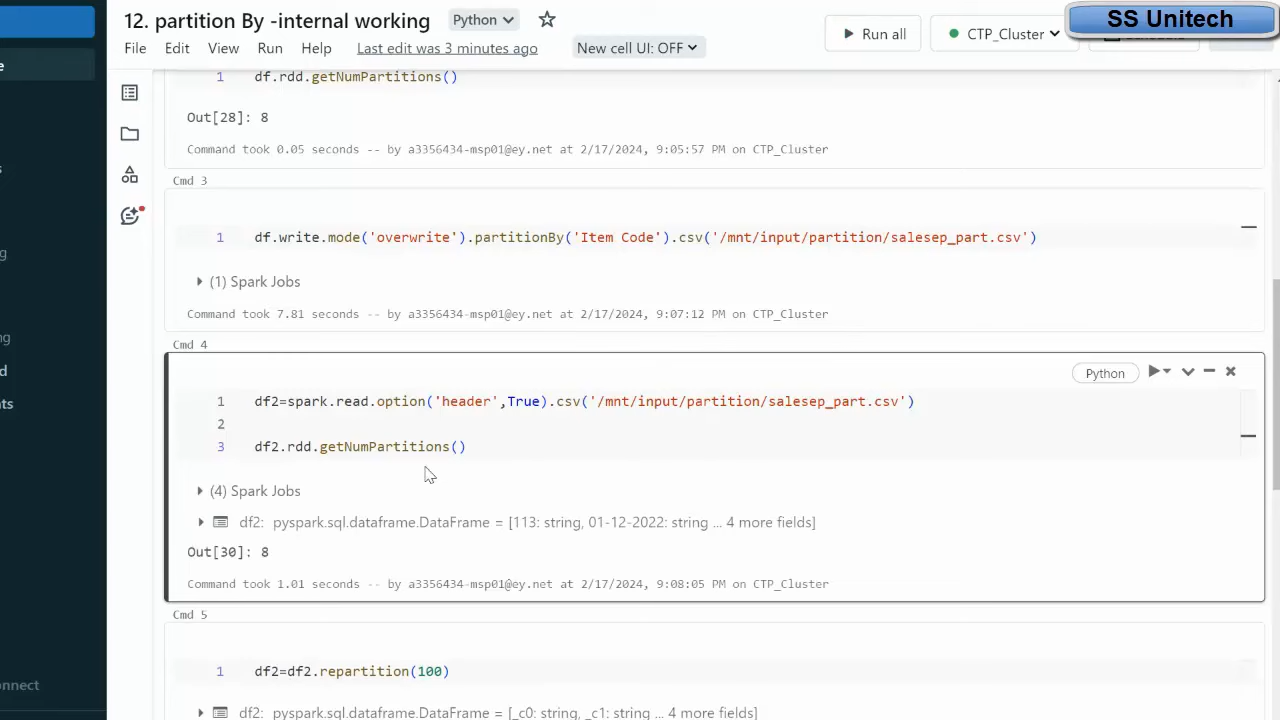 12. partition By -internal working
Python
SS Unitech
File Edit View Run Help Last edit was 3 minutes ago New cell UI: OFF
Run all
CTP_Cluster
1 df.rdd.getNumPartitions()
Out[28]: 8
Command took 0.05 seconds -- by a3356434-msp01@ey.net at 2/17/2024, 9:05:57 PM on CTP_Cluster
Cmd 3
1 df.write.mode('overwrite').partitionBy('Item Code').csv('/mnt/input/partition/salesep_part.csv')
(1) Spark Jobs
Command took 7.81 seconds -- by a3356434-msp01@ey.net at 2/17/2024, 9:07:12 PM on CTP_Cluster
Cmd 4
Python
1 df2=spark.read.option('header',True).csv('/mnt/input/partition/salesep_part.csv')
2
3 df2.rdd.getNumPartitions()
(4) Spark Jobs
df2: pyspark.sql.dataframe.DataFrame = [113: string, 01-12-2022: string ... 4 more fields]
Out[30]: 8
Command took 1.01 seconds -- by a3356434-msp01@ey.net at 2/17/2024, 9:08:05 PM on CTP_Cluster
Cmd 5
1 df2=df2.repartition(100)
df2: pyspark.sql.dataframe.DataFrame = [_c0: string, _c1: string ... 4 more fields]
e
s
g
ng
d
ts
onnect